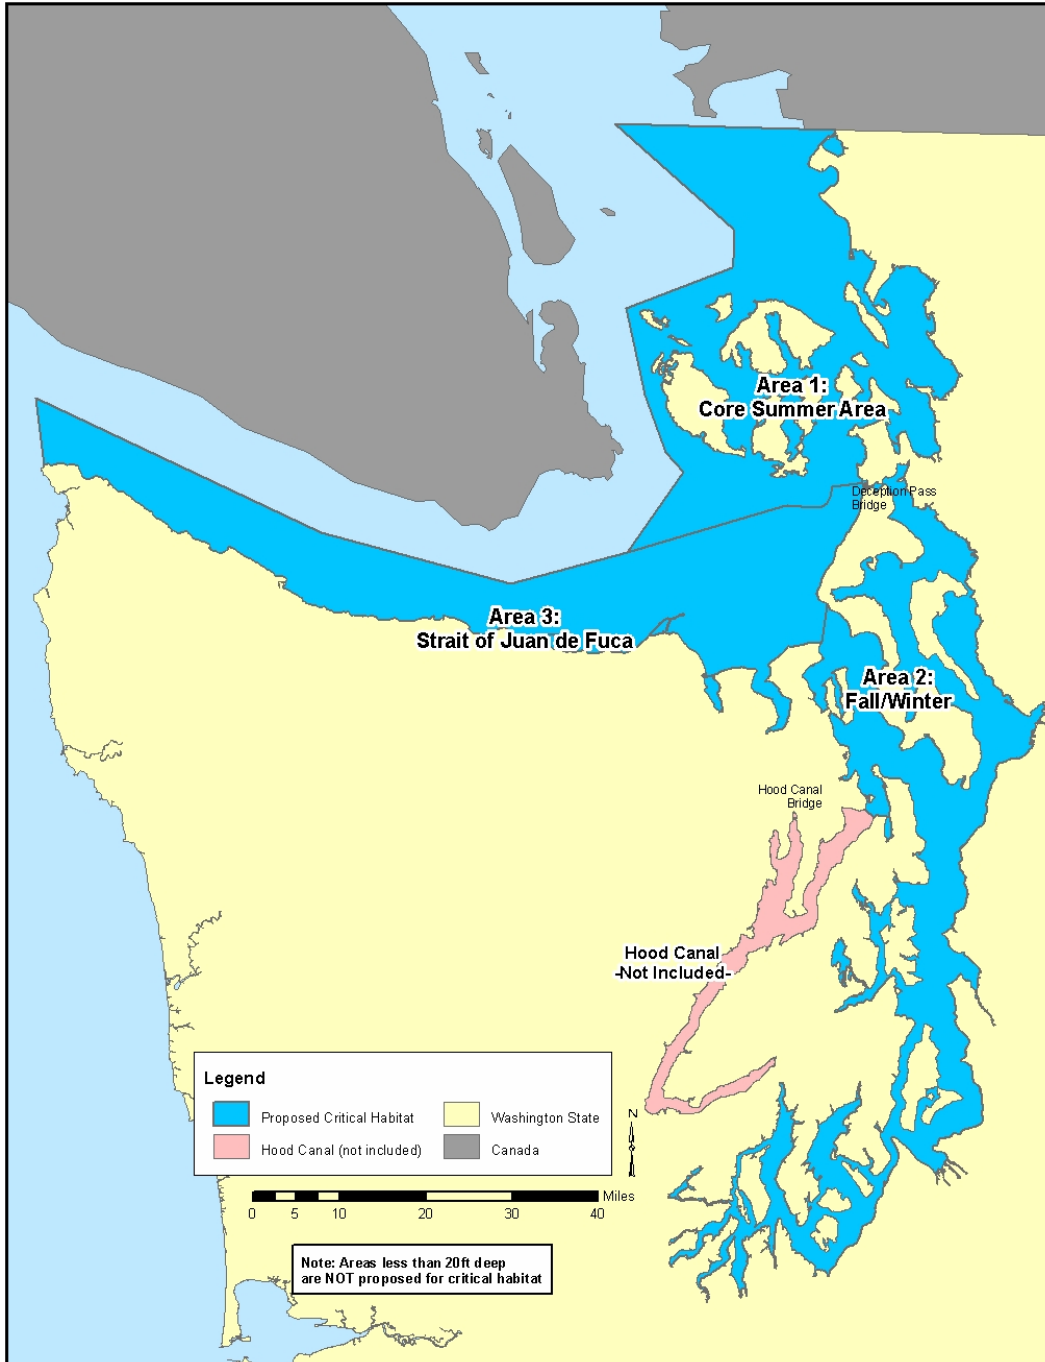 Area 1:
Core Summer Area
Deception Pass
Bridge
Area 3:
Strait of Juan de Fuca
Area 2:
Fall/Winter
Hood Canal
Bridge
Hood Canal
-Not Included-
Legend
Proposed Critical Habitat
Washington State
Hood Canal (not included)
Canada
N
Miles
0 5 10 20 30 40
Note: Areas less than 20ft deep
are NOT proposed for critical habitat